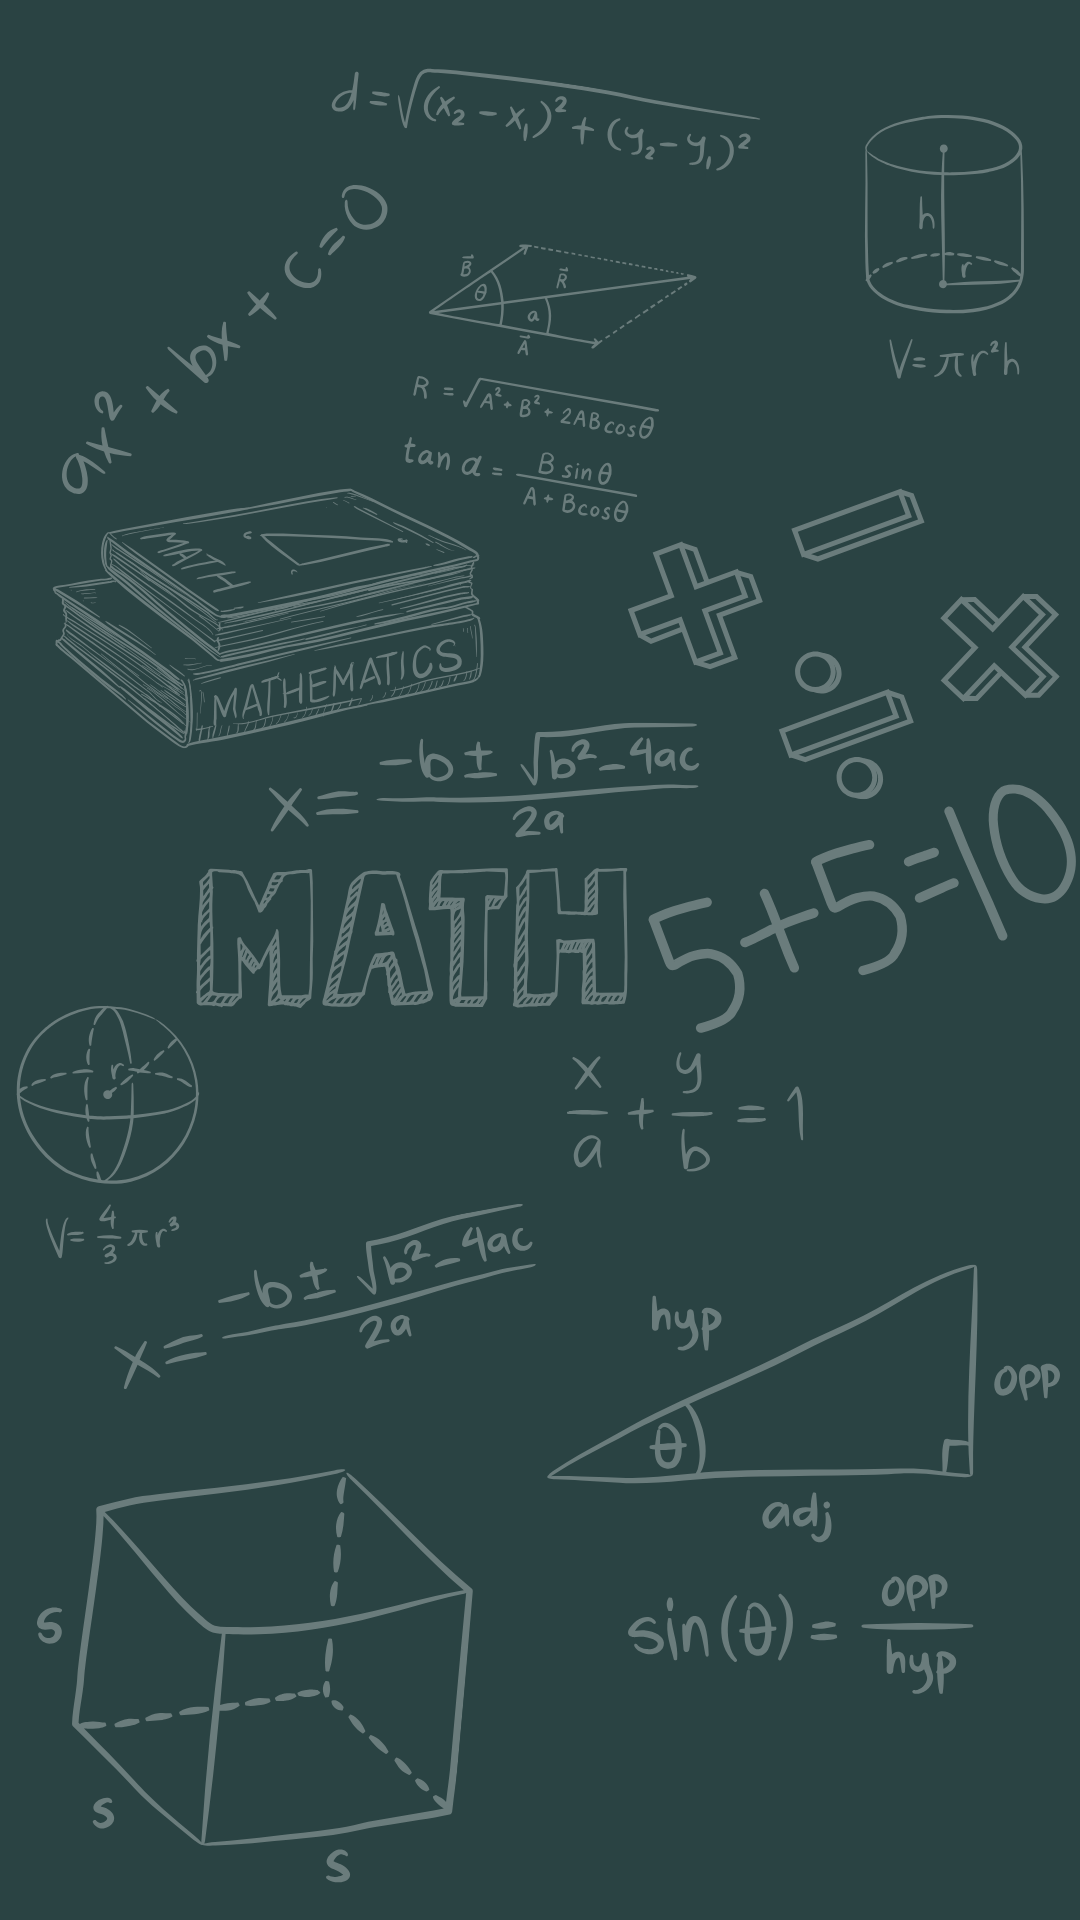 d = √(x₂ - x₁)² + (y₂ - y₁)²
ax² + bx + c = 0
h
r
V = πr²h
B⃗
θ
R⃗
a
A⃗
R = √A² + B² + 2ABcosθ
tan α = B sinθ / A + Bcosθ
MATH
MATHEMATICS
+
−
×
÷
x = -b ± √b² - 4ac / 2a
MATH
5+5=10
r
x/a + y/b = 1
V = 4/3 πr³
x = -b ± √b² - 4ac / 2a
hyp
opp
θ
adj
s
s
s
sin(θ) = opp / hyp